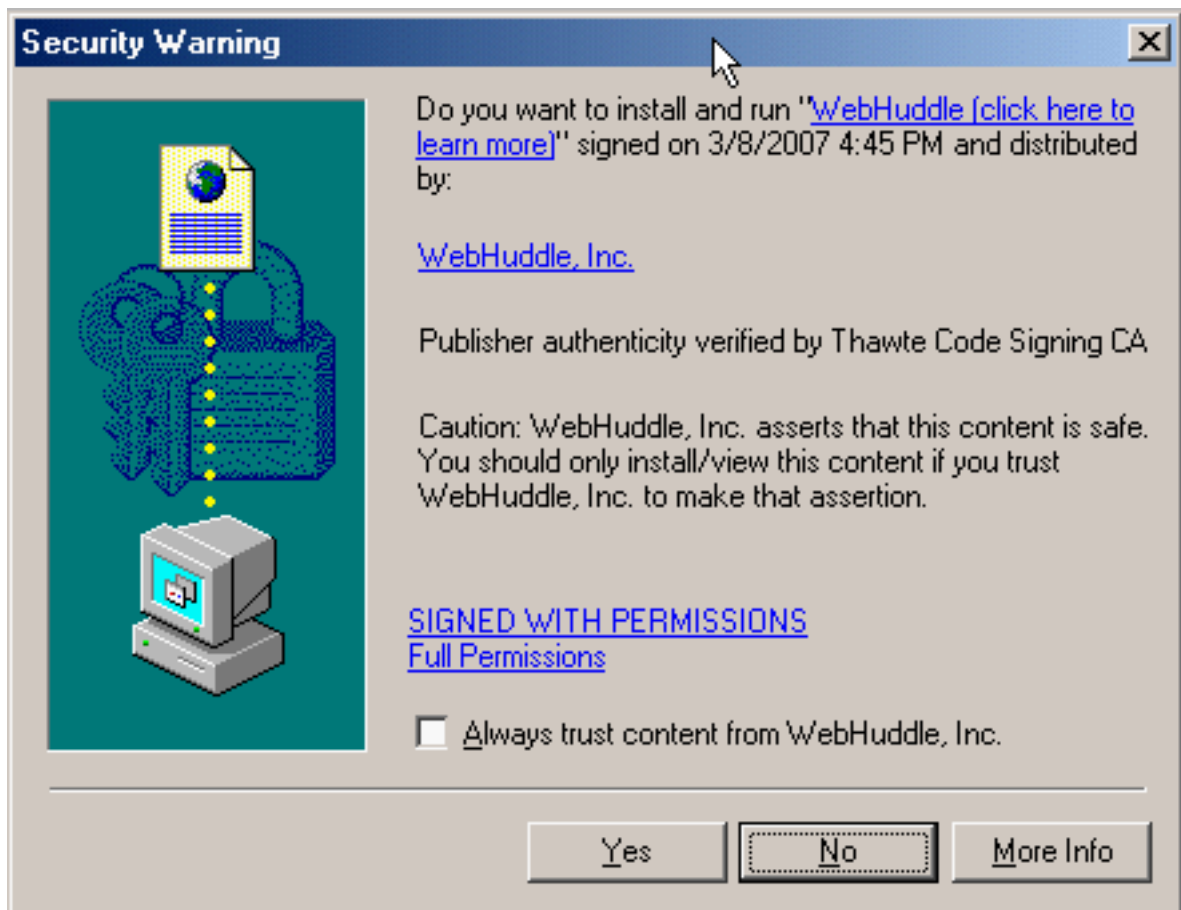 Security Warning
Do you want to install and run "WebHuddle (click here to
learn more)" signed on 3/8/2007 4:45 PM and distributed
by:
WebHuddle, Inc.
Publisher authenticity verified by Thawte Code Signing CA
Caution: WebHuddle, Inc. asserts that this content is safe.
You should only install/view this content if you trust
WebHuddle, Inc. to make that assertion.
SIGNED WITH PERMISSIONS
Full Permissions
Always trust content from WebHuddle, Inc.
Yes No More Info